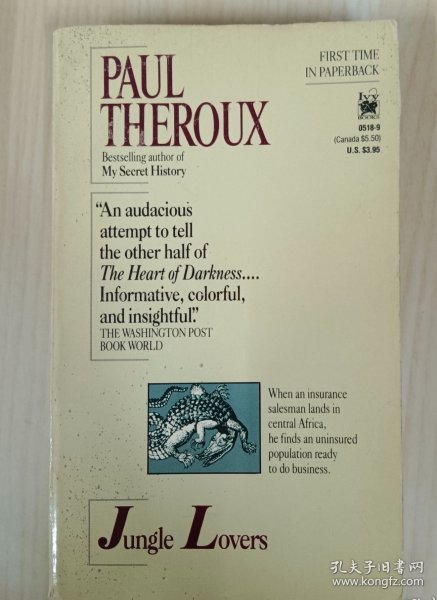 PAUL
THEROUX
Bestselling author of
My Secret History
FIRST TIME
IN PAPERBACK
IVY
BOOKS
0518-9
(Canada $5.50)
U.S. $3.95
"An audacious
attempt to tell
the other half of
The Heart of Darkness....
Informative, colorful,
and insightful."
THE WASHINGTON POST
BOOK WORLD
When an insurance
salesman lands in
central Africa,
he finds an uninsured
population ready
to do business.
Jungle Lovers
孔夫子旧书网
www.kongfz.com